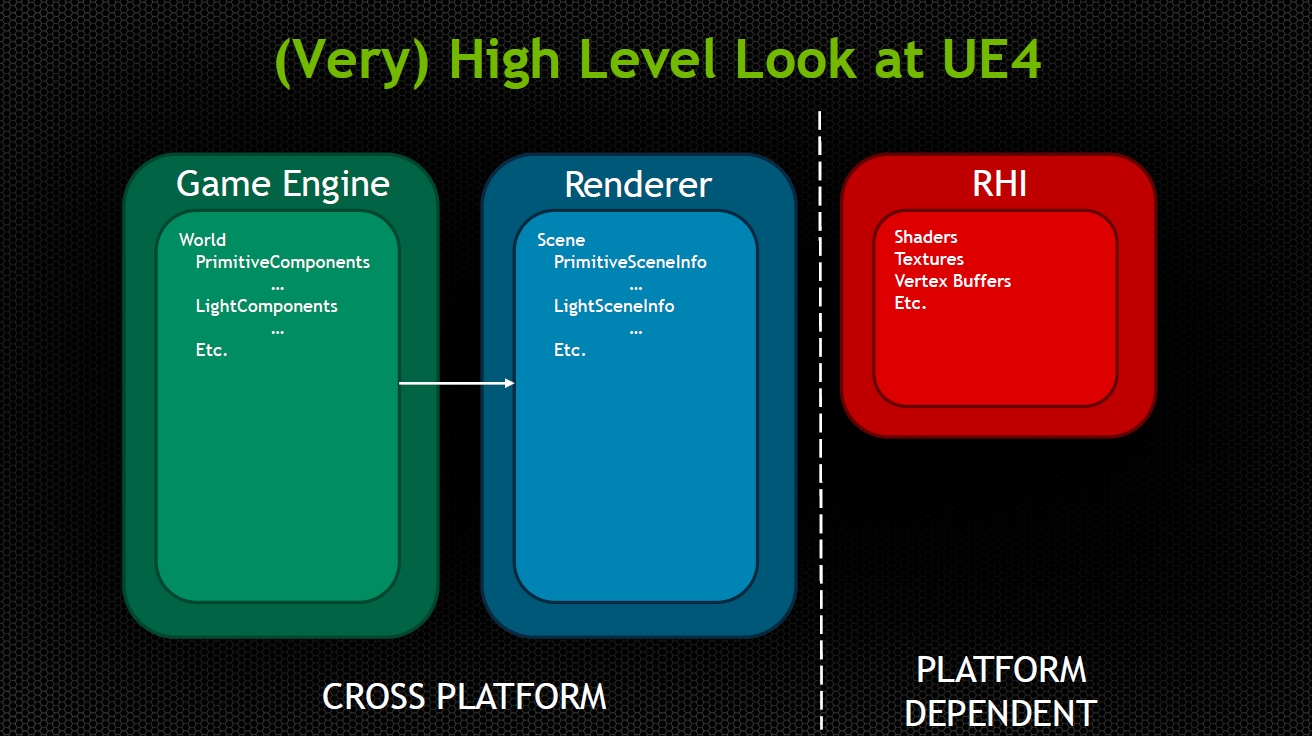 (Very) High Level Look at UE4
Game Engine
World
PrimitiveComponents
...
LightComponents
...
Etc.
Renderer
Scene
PrimitiveSceneInfo
...
LightSceneInfo
...
Etc.
RHI
Shaders
Textures
Vertex Buffers
Etc.
CROSS PLATFORM
PLATFORM
DEPENDENT